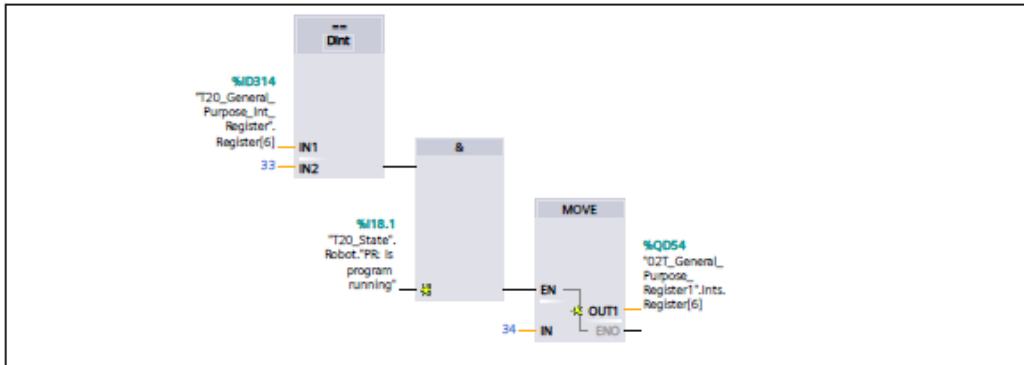 ==
DInt
%ID314
"T20_General_
Purpose_Int_
Register".
Register[6]
IN1
33
IN2
&
%I18.1
"T20_State".
Robot."PR: Is
program
running"
MOVE
%QD54
"02T_General_
Purpose_
Register1".Ints.
Register[6]
EN
OUT1
34
IN
ENO